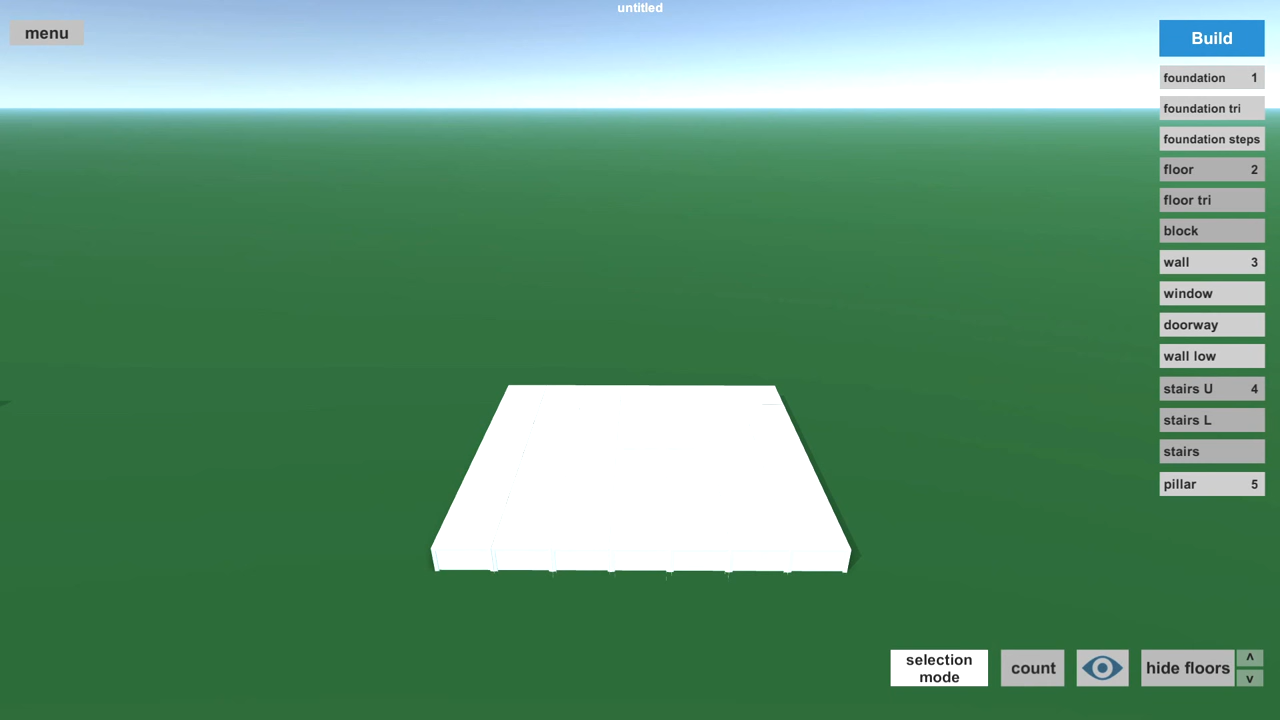 untitled
menu
Build
foundation 1
foundation tri
foundation steps
floor 2
floor tri
block
wall 3
window
doorway
wall low
stairs U 4
stairs L
stairs
pillar 5
selection
mode
count
hide floors
ʌ
v